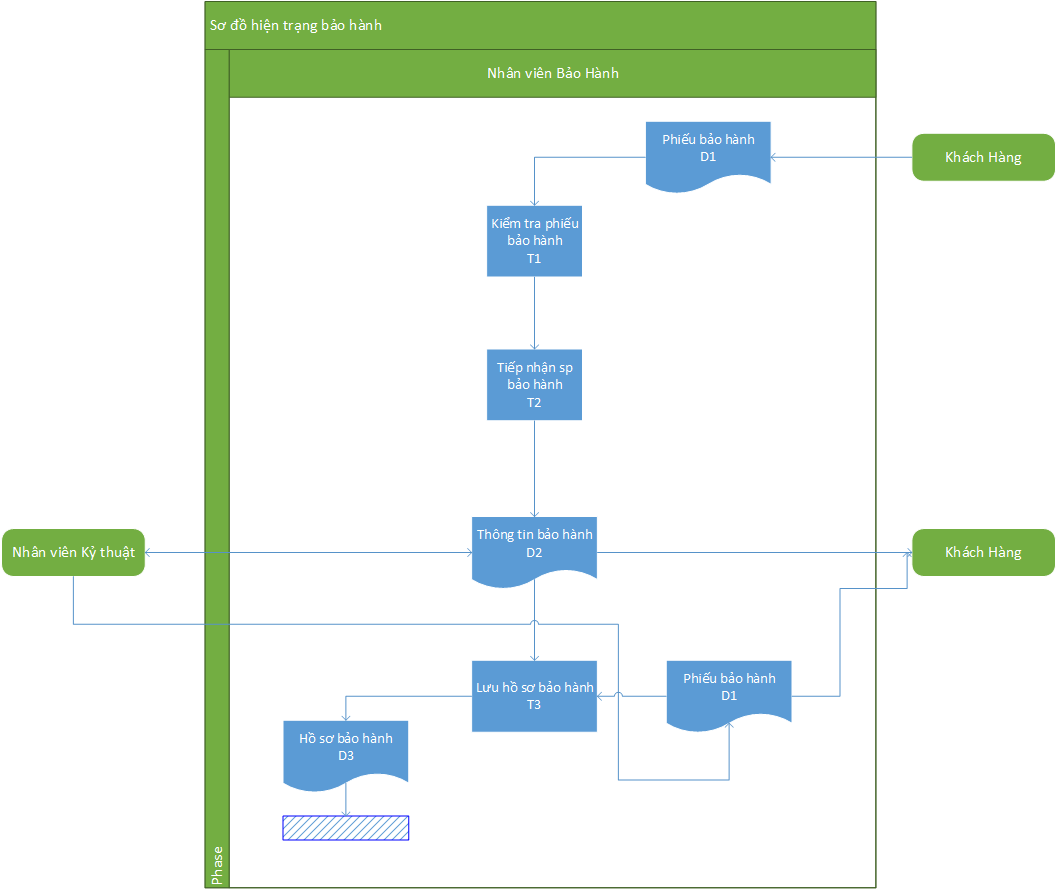 Sơ đồ hiện trạng bảo hành
Nhân viên Bảo Hành
Phiếu bảo hành
D1
Khách Hàng
Kiểm tra phiếu
bảo hành
T1
Tiếp nhận sp
bảo hành
T2
Nhân viên Kỷ thuật
Thông tin bảo hành
D2
Khách Hàng
Lưu hồ sơ bảo hành
T3
Phiếu bảo hành
D1
Hồ sơ bảo hành
D3
Phase